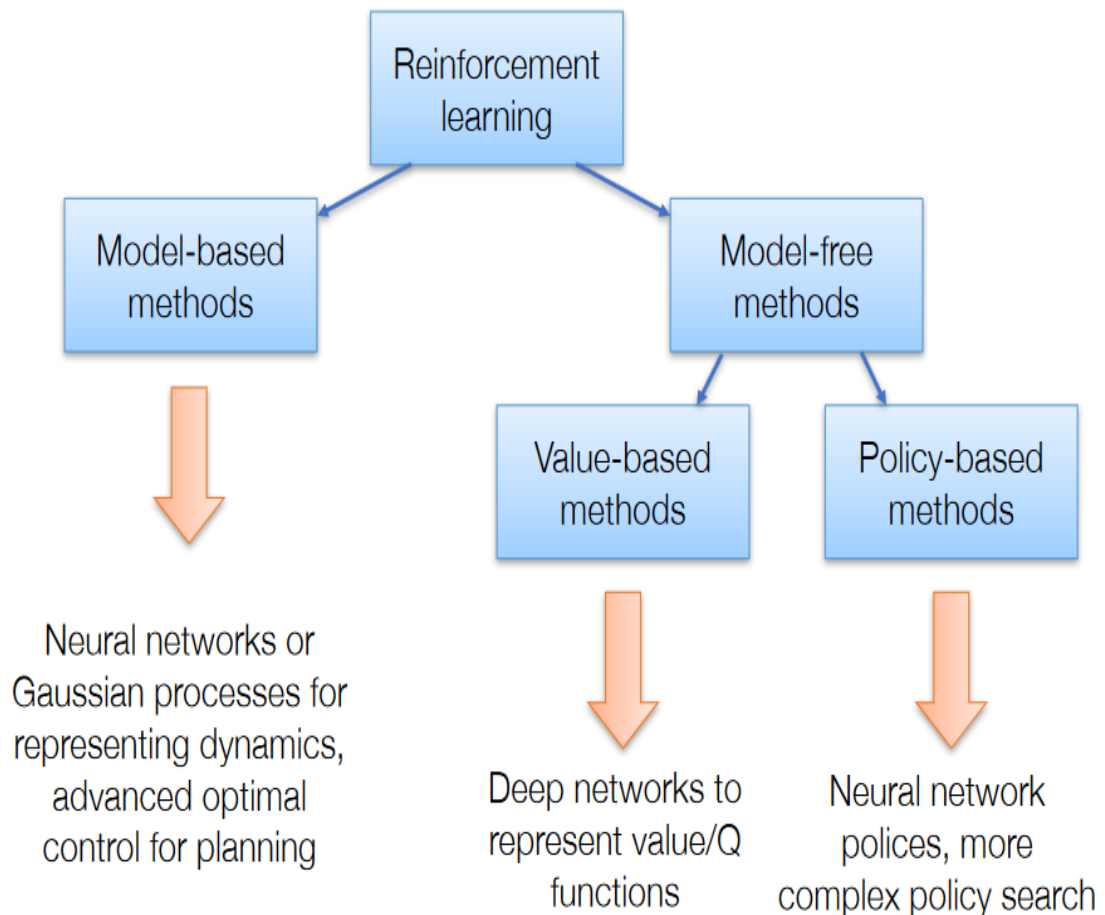 Reinforcement
learning
Model-based
methods
Model-free
methods
Value-based
methods
Policy-based
methods
Neural networks or
Gaussian processes for
representing dynamics,
advanced optimal
control for planning
Deep networks to
represent value/Q
functions
Neural network
polices, more
complex policy search